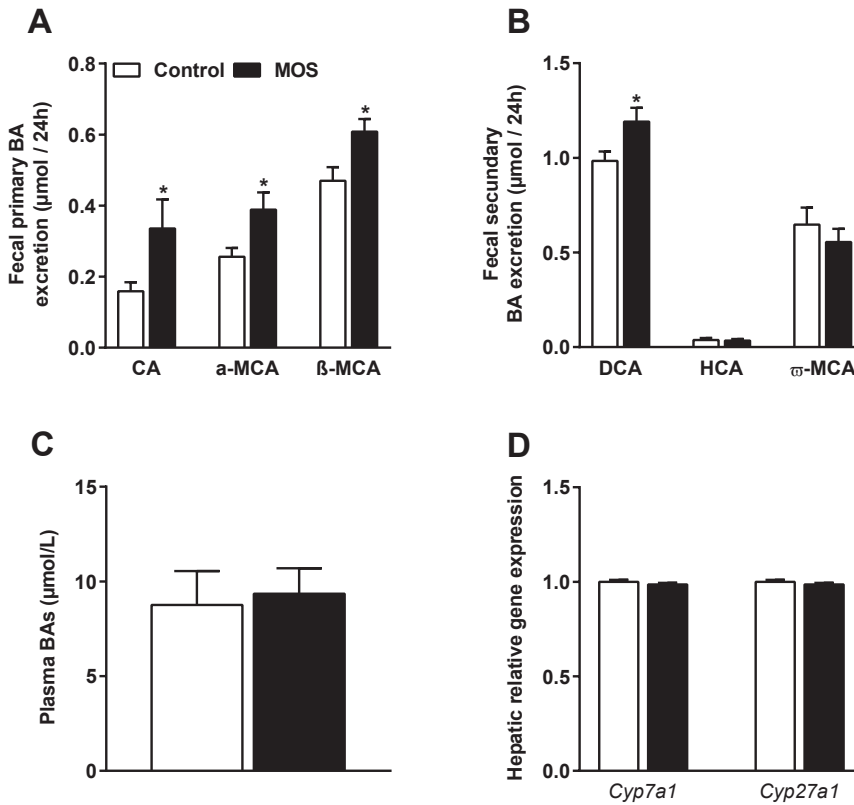 A
Control
MOS
Fecal primary BA
excretion (µmol / 24h)
0.8
0.6
0.4
0.2
0.0
*
*
*
CA
a-MCA
ß-MCA
B
Fecal secundary
BA excretion (µmol / 24h)
1.5
1.0
0.5
0.0
*
DCA
HCA
ϖ-MCA
C
Plasma BAs (µmol/L)
15
10
5
0
D
Hepatic relative gene expression
1.5
1.0
0.5
0.0
Cyp7a1
Cyp27a1